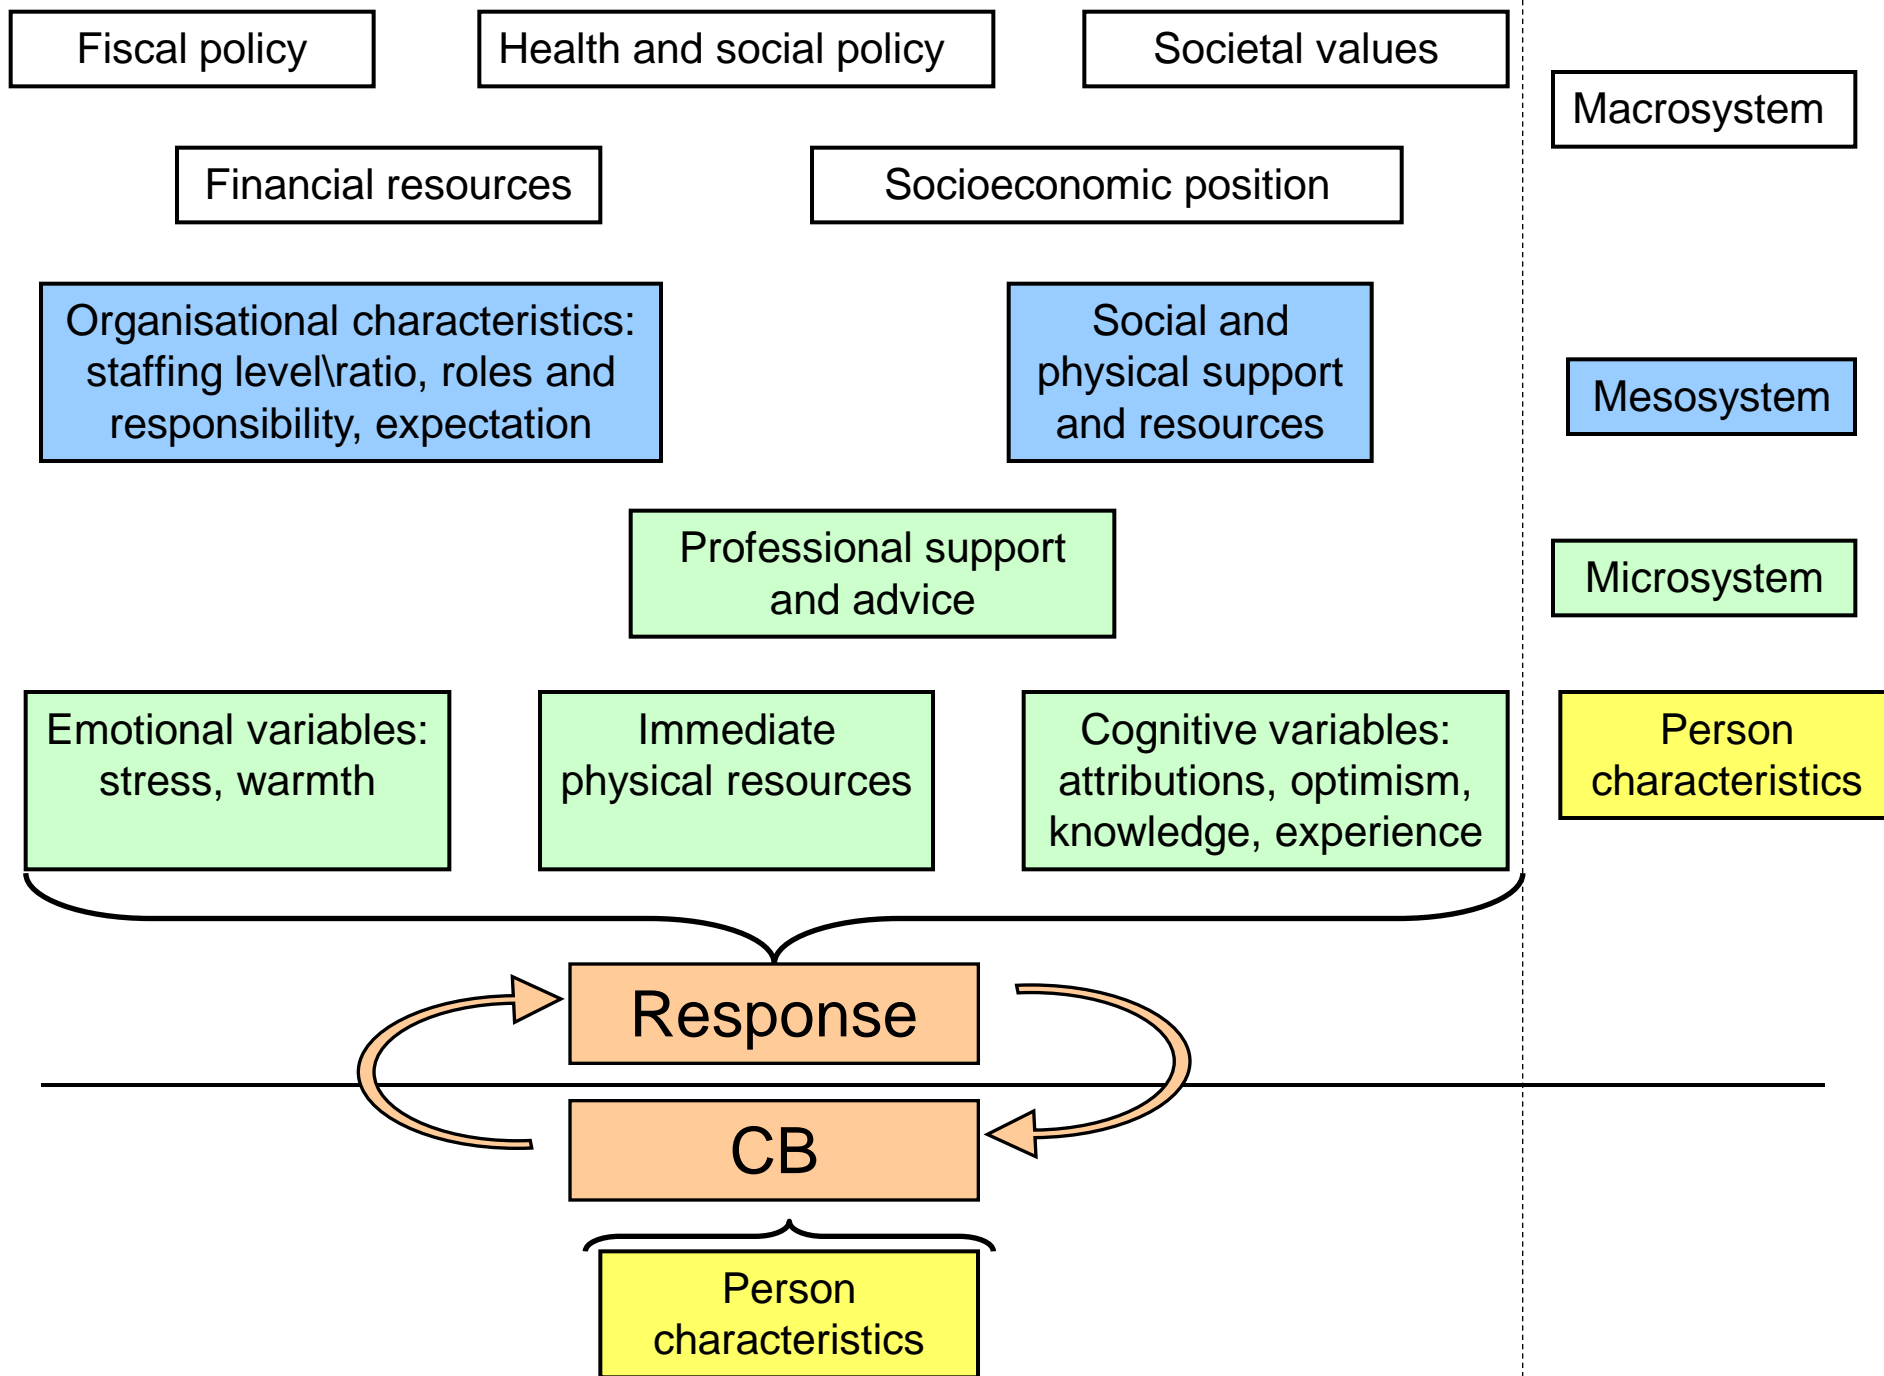 Fiscal policy
Health and social policy
Societal values
Macrosystem
Financial resources
Socioeconomic position
Organisational characteristics:
staffing level\ratio, roles and
responsibility, expectation
Social and
physical support
and resources
Mesosystem
Professional support
and advice
Microsystem
Emotional variables:
stress, warmth
Immediate
physical resources
Cognitive variables:
attributions, optimism,
knowledge, experience
Person
characteristics
Response
CB
Person
characteristics